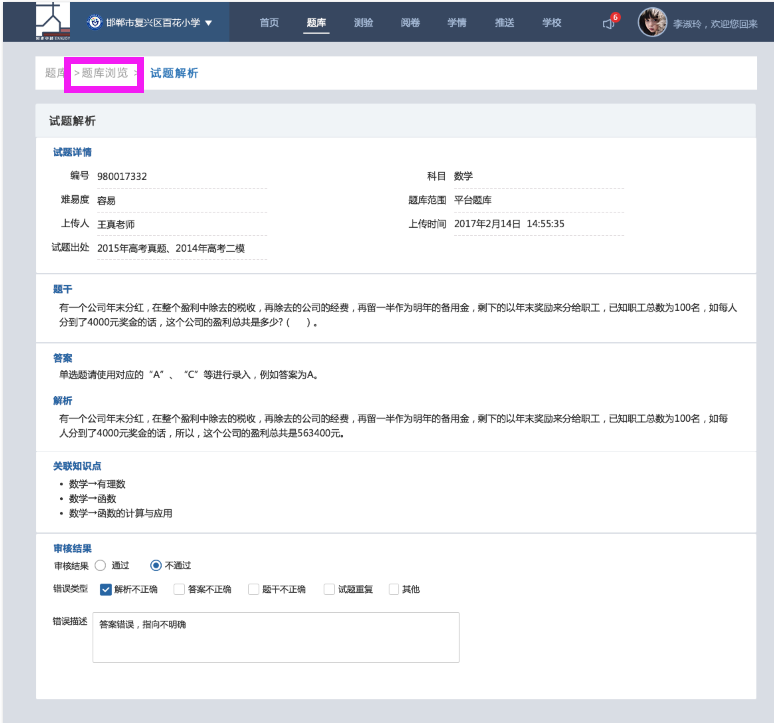 邯郸市复兴区百花小学 ▼ 首页 题库 测验 阅卷 学情 推送 学校 6 李淑玲，欢迎您回来
题库 >题库浏览 > 试题解析
试题解析
试题详情
编号 980017332 科目 数学
难易度 容易 题库范围 平台题库
上传人 王真老师 上传时间 2017年2月14日 14:55:35
试题出处 2015年高考真题、2014年高考二模
题干
有一个公司年末分红，在整个盈利中除去的税收，再除去的公司的经费，再留一半作为明年的备用金，剩下的以年末奖励来分给职工，已知职工总数为100名，如每人
分到了4000元奖金的话，这个公司的盈利总共是多少?（ ）。
答案
单选题请使用对应的“A”、“C”等进行录入，例如答案为A。
解析
有一个公司年末分红，在整个盈利中除去的税收，再除去的公司的经费，再留一半作为明年的备用金，剩下的以年末奖励来分给职工，已知职工总数为100名，如每
人分到了4000元奖金的话，所以，这个公司的盈利总共是563400元。
关联知识点
• 数学→有理数
• 数学→函数
• 数学→函数的计算与应用
审核结果
审核结果 通过 不通过
错误类型 解析不正确 答案不正确 题干不正确 试题重复 其他
错误描述 答案错误，指向不明确